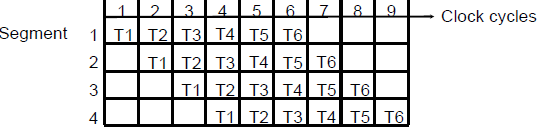 1 2 3 4 5 6 7 8 9 Clock cycles
Segment 1 T1 T2 T3 T4 T5 T6
2 T1 T2 T3 T4 T5 T6
3 T1 T2 T3 T4 T5 T6
4 T1 T2 T3 T4 T5 T6